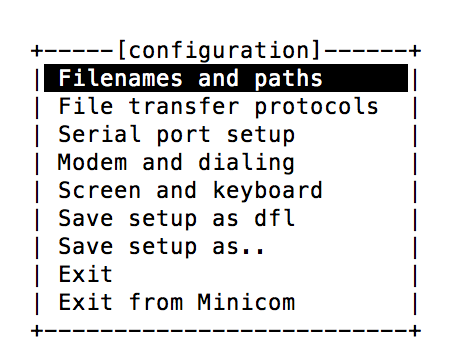 +-----[configuration]------+
| Filenames and paths      |
| File transfer protocols  |
| Serial port setup        |
| Modem and dialing        |
| Screen and keyboard      |
| Save setup as dfl        |
| Save setup as..          |
| Exit                     |
| Exit from Minicom        |
+--------------------------+